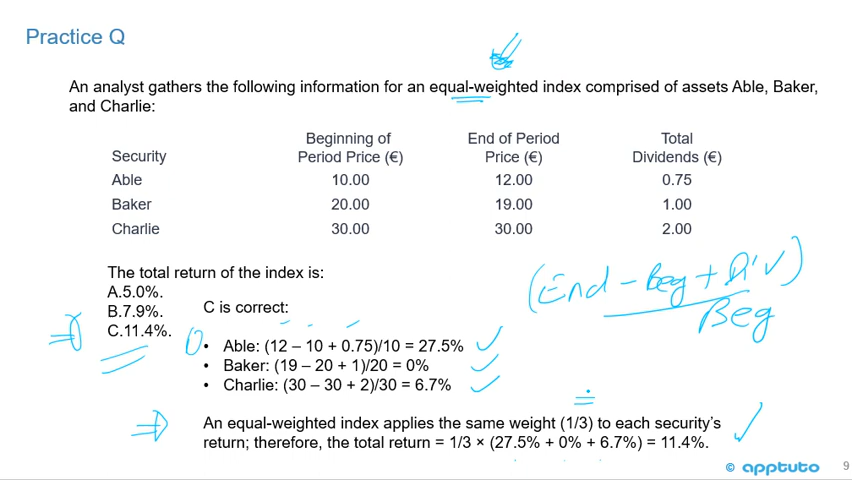 Practice Q
An analyst gathers the following information for an equal-weighted index comprised of assets Able, Baker,
and Charlie:
Security Beginning of Period Price (€) End of Period Price (€) Total Dividends (€)
Able 10.00 12.00 0.75
Baker 20.00 19.00 1.00
Charlie 30.00 30.00 2.00
(End - Beg + Div)
Beg
The total return of the index is:
A.5.0%.
B.7.9%.
C.11.4%.
C is correct:
• Able: (12 – 10 + 0.75)/10 = 27.5%
• Baker: (19 – 20 + 1)/20 = 0%
• Charlie: (30 – 30 + 2)/30 = 6.7%
An equal-weighted index applies the same weight (1/3) to each security's
return; therefore, the total return = 1/3 × (27.5% + 0% + 6.7%) = 11.4%.
© apptuto 9